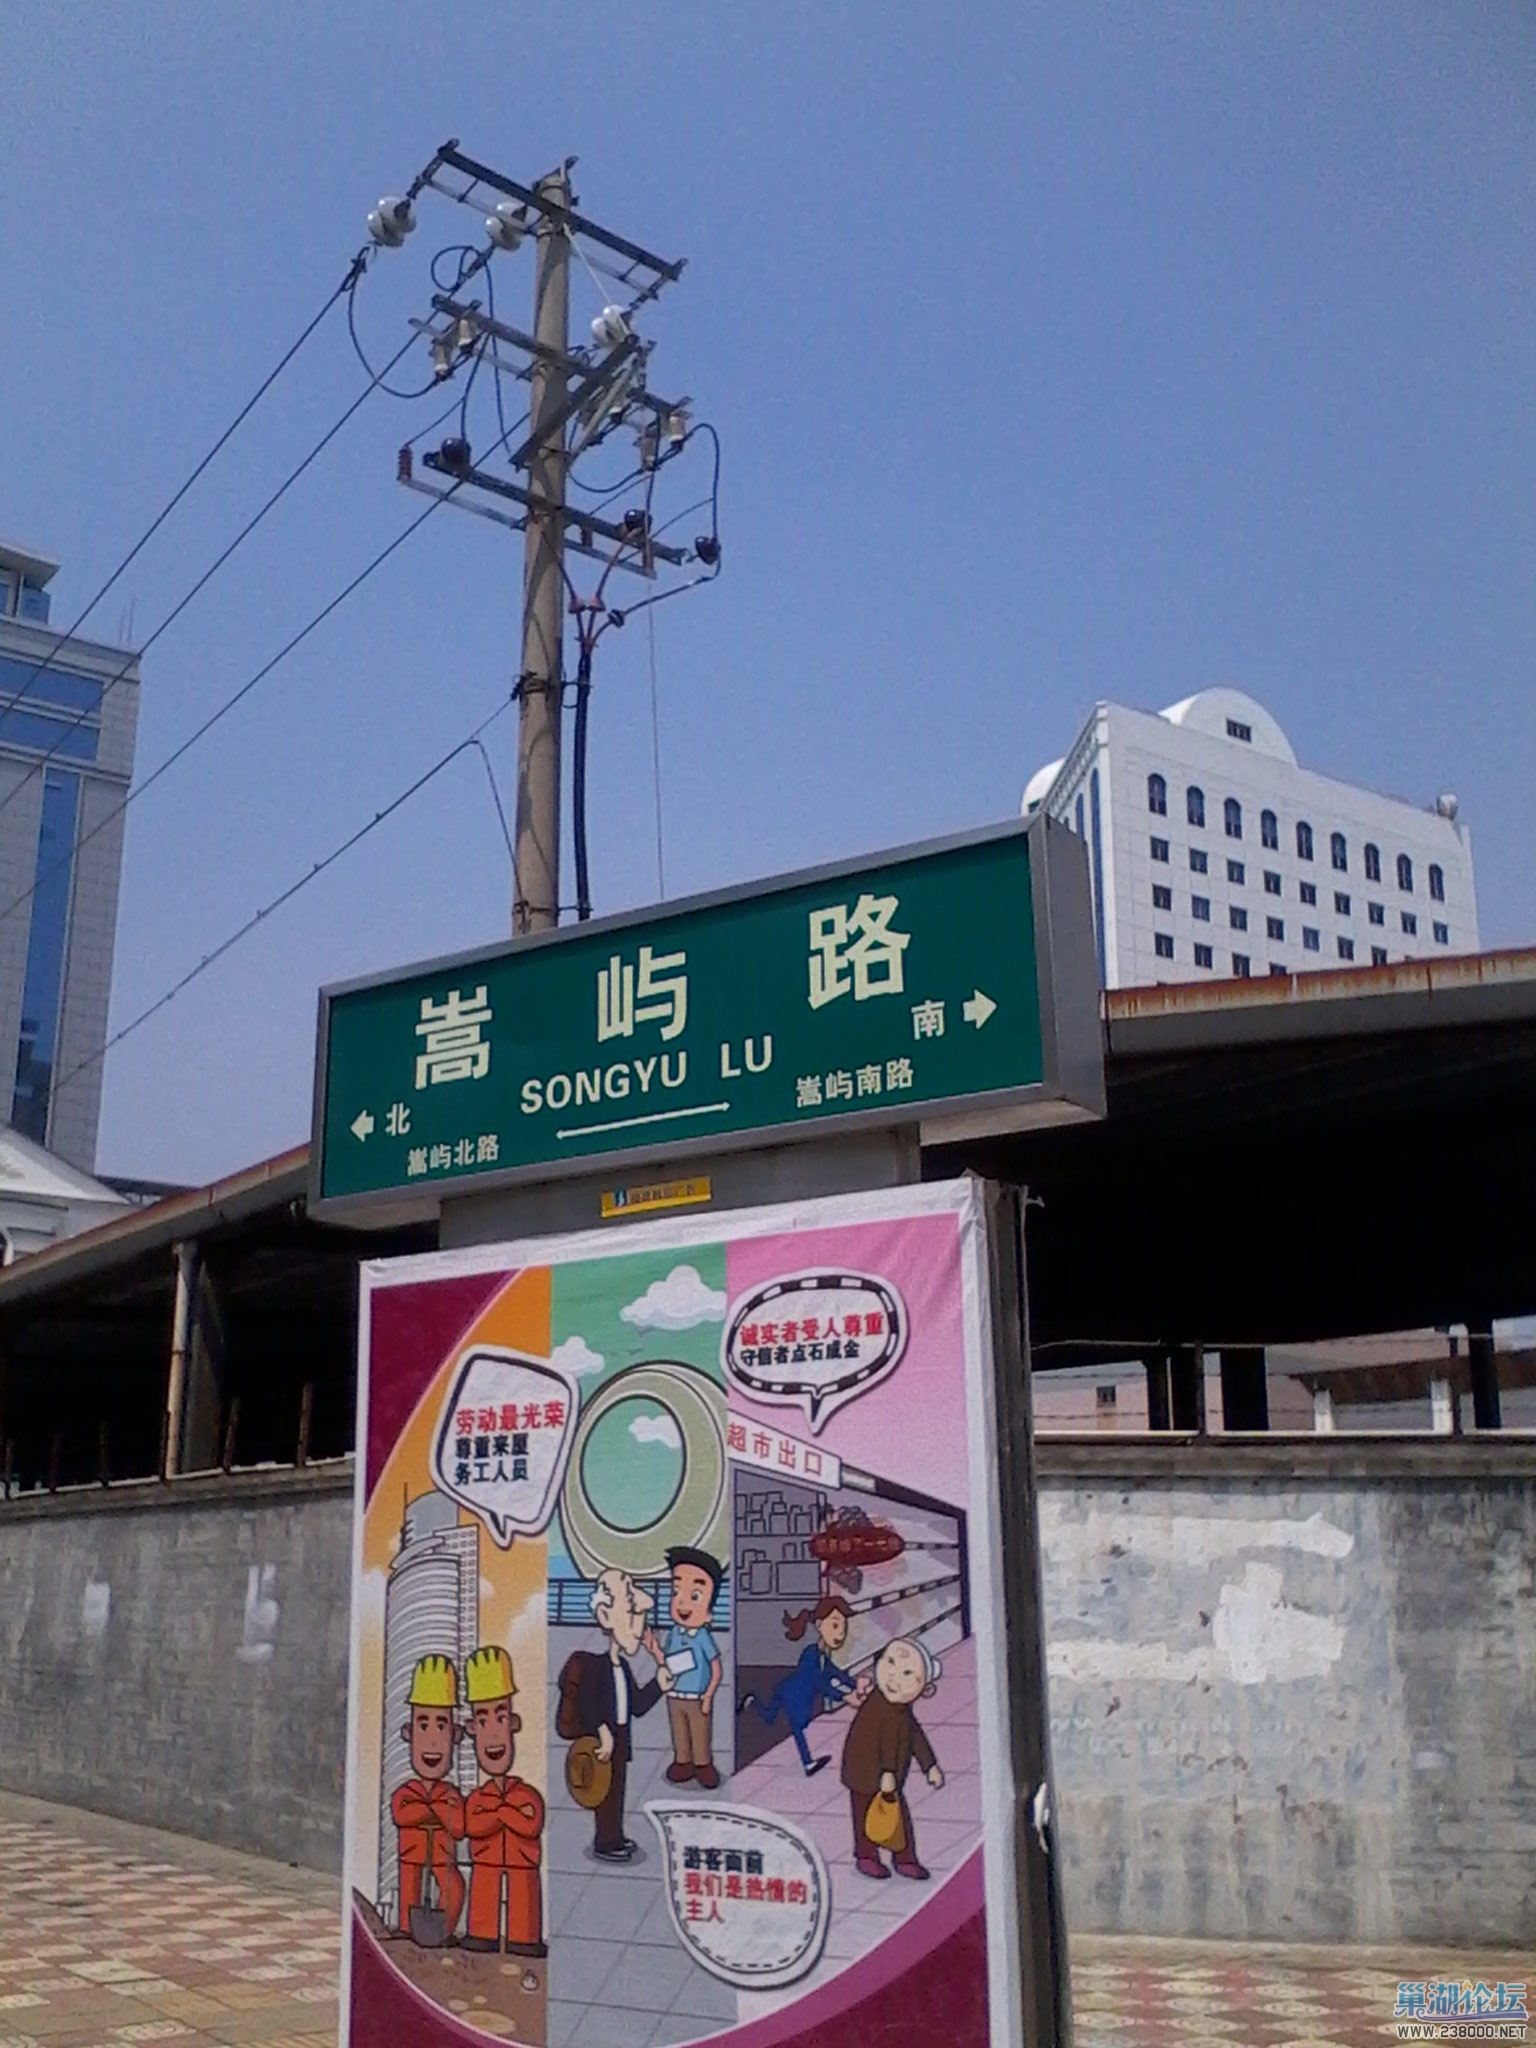 嵩屿路
SONGYU LU
北
南
嵩屿北路
嵩屿南路
诚实者受人尊重
守信者点石成金
劳动最光荣
尊重来厦
务工人员
超市出口
游客面前
我们是热情的
主人
巢湖论坛
WWW.238000.NET